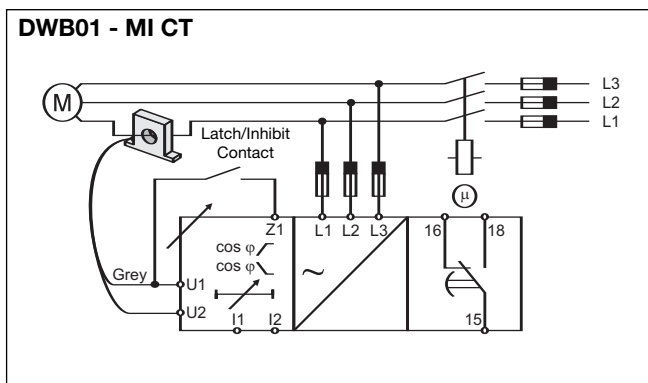 DWB01 - MI CT
L3
M
L2
L1
Latch/Inhibit
Contact
μ
Z1
L1
L2
L3
16
18
cos φ
cos φ
~
Grey
U1
U2
I1
I2
15